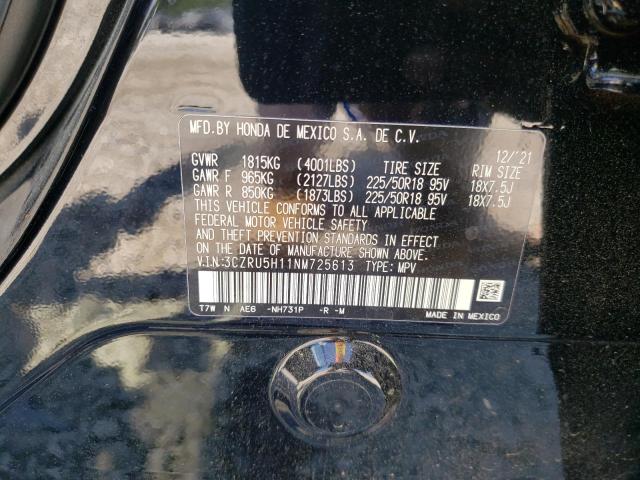 MFD.BY HONDA DE MEXICO S.A. DE C.V.
12/'21
GVWR 1815KG (4001LBS) TIRE SIZE RIM SIZE
GAWR F 965KG (2127LBS) 225/50R18 95V 18X7.5J
GAWR R 850KG (1873LBS) 225/50R18 95V 18X7.5J
THIS VEHICLE CONFORMS TO ALL APPLICABLE
FEDERAL MOTOR VEHICLE SAFETY
AND THEFT PREVENTION STANDARDS IN EFFECT
ON THE DATE OF MANUFACTURE SHOWN ABOVE.
V.I.N:3CZRU5H11NM725613 TYPE: MPV
T7W N AE6 -NH731P -R -M
MADE IN MEXICO